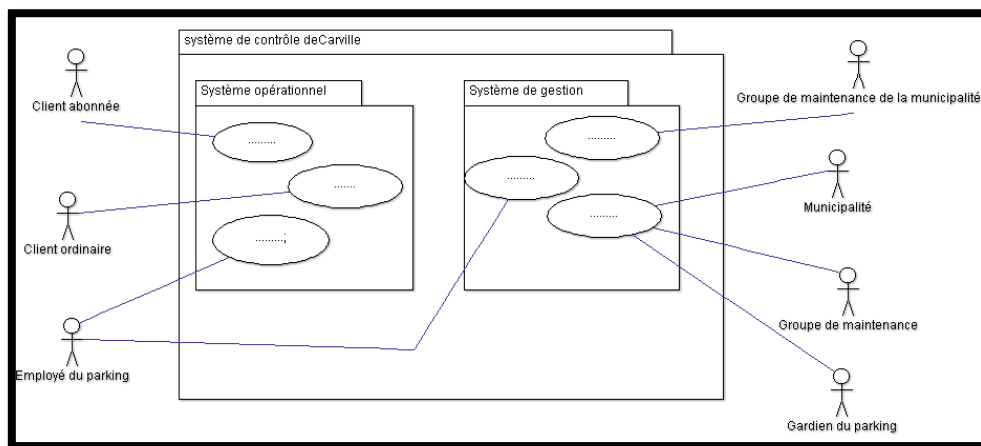 système de contrôle deCarville
Système opérationnel
Système de gestion
Client abonnée
Groupe de maintenance de la municipalité
.........
.........
.......
.........
Client ordinaire
Municipalité
.........
.........;
Groupe de maintenance
Employé du parking
Gardien du parking